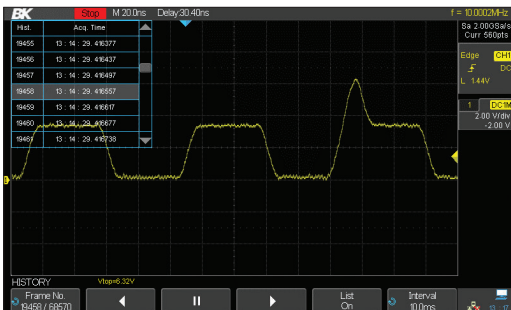 BK Stop M 20.0ns Delay:30.40ns f = 10.0002MHz
Hist. Acq. Time
19455 13 : 14 : 29. 416377
19456 13 : 14 : 29. 416437
19457 13 : 14 : 29. 416497
19458 13 : 14 : 29. 416557
19459 13 : 14 : 29. 416617
19460 13 : 14 : 29. 416677
19461 13 : 14 : 29. 416738
Sa 2.00GSa/s
Curr 560pts
Edge CH1
DC
L 1.44V
1 DC1M
2.00 V/div
-2.00 V
HISTORY Vtop=6.32V
Frame No. List Interval
19458 / 68570 On 10.0ms
13 : 17